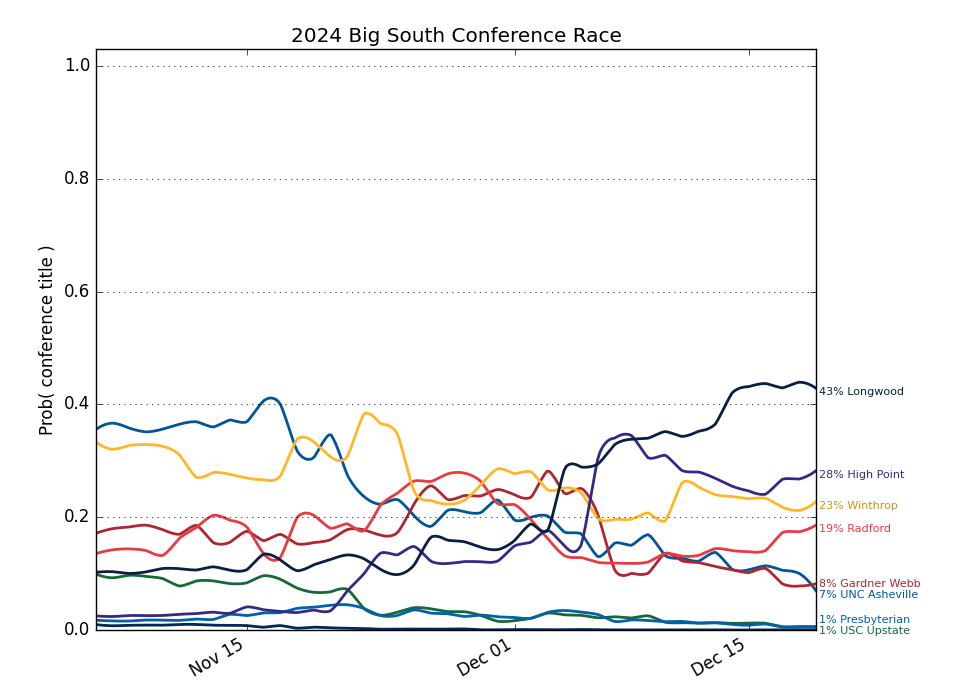 2024 Big South Conference Race
Prob( conference title )
1.0
0.8
0.6
0.4
0.2
0.0
43% Longwood
28% High Point
23% Winthrop
19% Radford
8% Gardner Webb
7% UNC Asheville
1% Presbyterian
1% USC Upstate
Nov 15
Dec 01
Dec 15